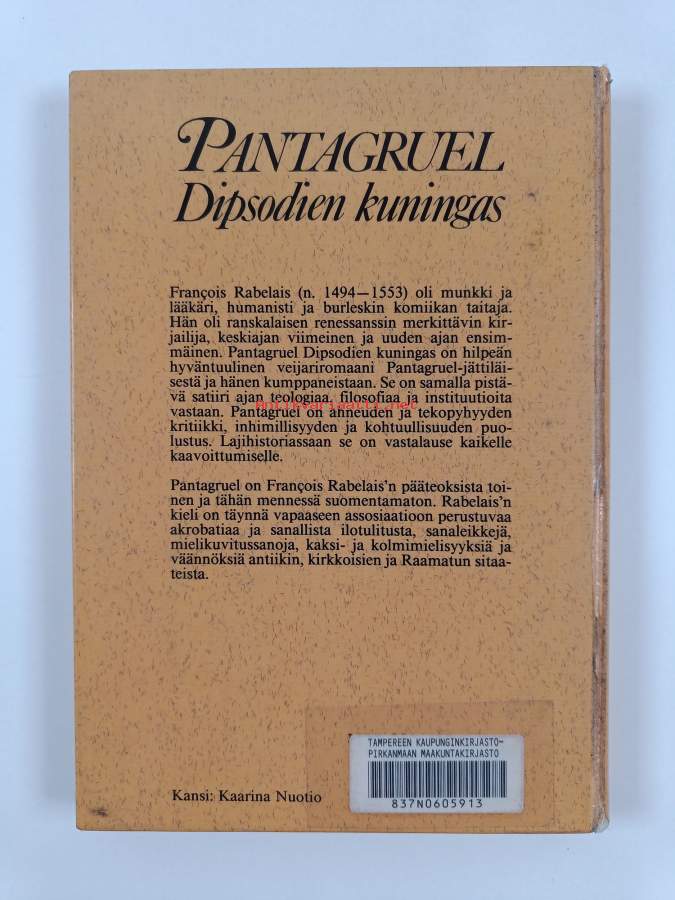 PANTAGRUEL
Dipsodien kuningas
François Rabelais (n. 1494—1553) oli munkki ja
lääkäri, humanisti ja burleskin komiikan taitaja.
Hän oli ranskalaisen renessanssin merkittävin kir-
jailija, keskiajan viimeinen ja uuden ajan ensim-
mäinen. Pantagruel Dipsodien kuningas on hilpeän
hyväntuulinen veijariromaani Pantagruel-jättiläi-
sestä ja hänen kumppaneistaan. Se on samalla pistä-
vä satiiri ajan teologiaa, filosofiaa ja instituutioita
vastaan. Pantagruel on ahneuden ja tekopyhyyden
kritiikki, inhimillisyyden ja kohtuullisuuden puo-
lustus. Lajihistoriassaan se on vastalause kaikelle
kaavoittumiselle.
Antikvariaatti.net
Pantagruel on François Rabelais'n pääteoksista toi-
nen ja tähän mennessä suomentamaton. Rabelais'n
kieli on täynnä vapaaseen assosiaatioon perustuvaa
akrobatiaa ja sanallista ilotulitusta, sanaleikkejä,
mielikuvitussanoja, kaksi- ja kolmimielisyyksiä ja
väännöksiä antiikin, kirkkoisien ja Raamatun sitaa-
teista.
TAMPEREEN KAUPUNGINKIRJASTO-
PIRKANMAAN MAAKUNTAKIRJASTO
837N0605913
Kansi: Kaarina Nuotio